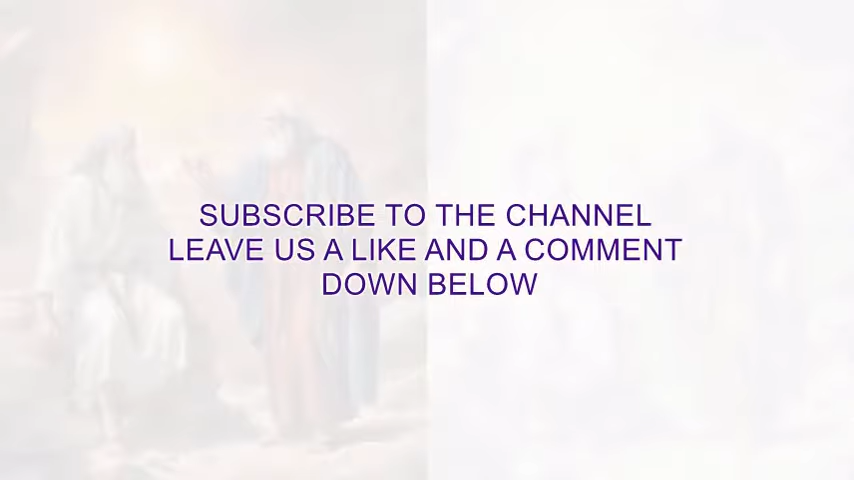 SUBSCRIBE TO THE CHANNEL
LEAVE US A LIKE AND A COMMENT
DOWN BELOW